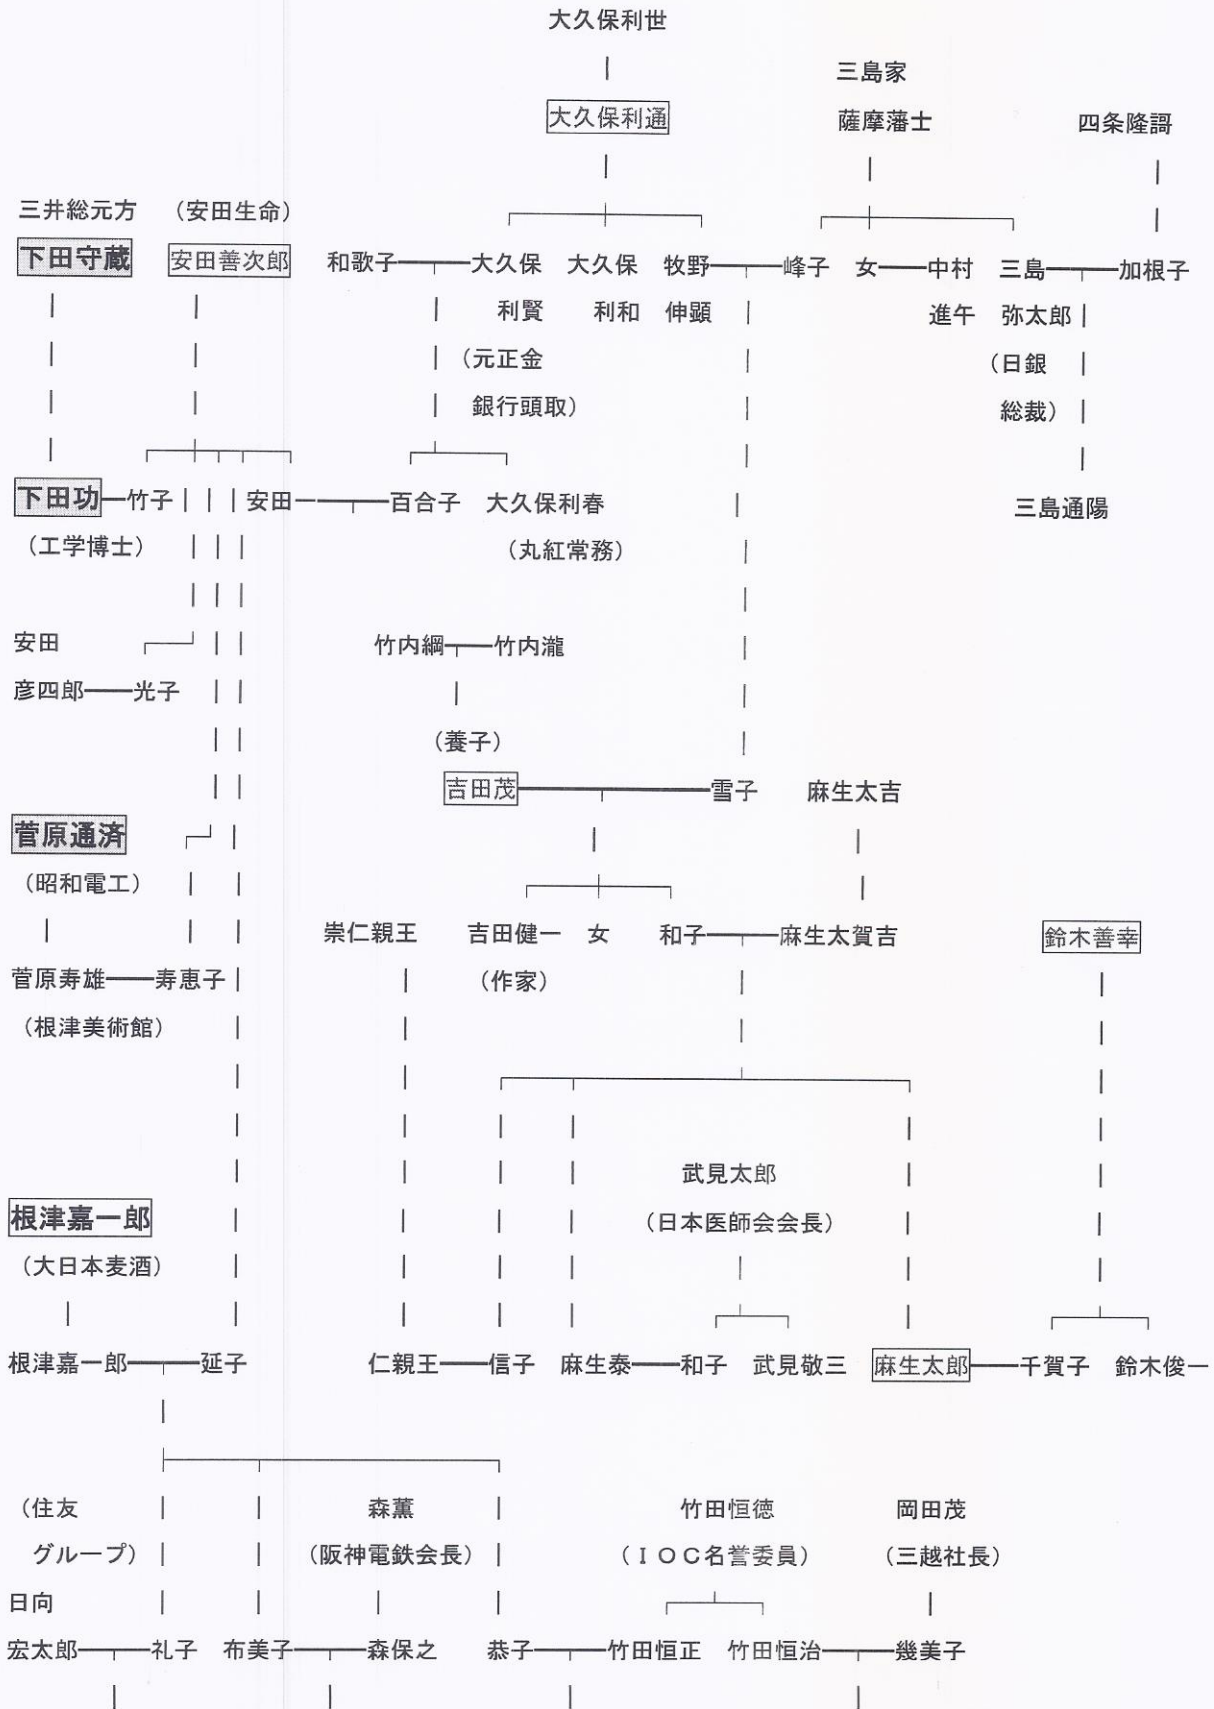 大久保利世
三島家
大久保利通 薩摩藩士 四条隆謌
三井総元方 （安田生命）
下田守蔵 安田善次郎 和歌子 大久保 大久保 牧野 峰子 女 中村 三島 加根子
利賢 利和 伸顕 進午 弥太郎
（元正金 （日銀
銀行頭取） 総裁）
下田功 竹子 安田 百合子 大久保利春 三島通陽
（工学博士） （丸紅常務）
安田 竹内綱 竹内瀧
彦四郎 光子
（養子）
吉田茂 雪子 麻生太吉
菅原通済
（昭和電工）
崇仁親王 吉田健一 女 和子 麻生太賀吉 鈴木善幸
菅原寿雄 寿恵子 （作家）
（根津美術館）
武見太郎
根津嘉一郎 （日本医師会会長）
（大日本麦酒）
根津嘉一郎 延子 仁親王 信子 麻生泰 和子 武見敬三 麻生太郎 千賀子 鈴木俊一
（住友 森薫 竹田恒徳 岡田茂
グループ） （阪神電鉄会長） （ＩＯＣ名誉委員） （三越社長）
日向
宏太郎 礼子 布美子 森保之 恭子 竹田恒正 竹田恒治 幾美子